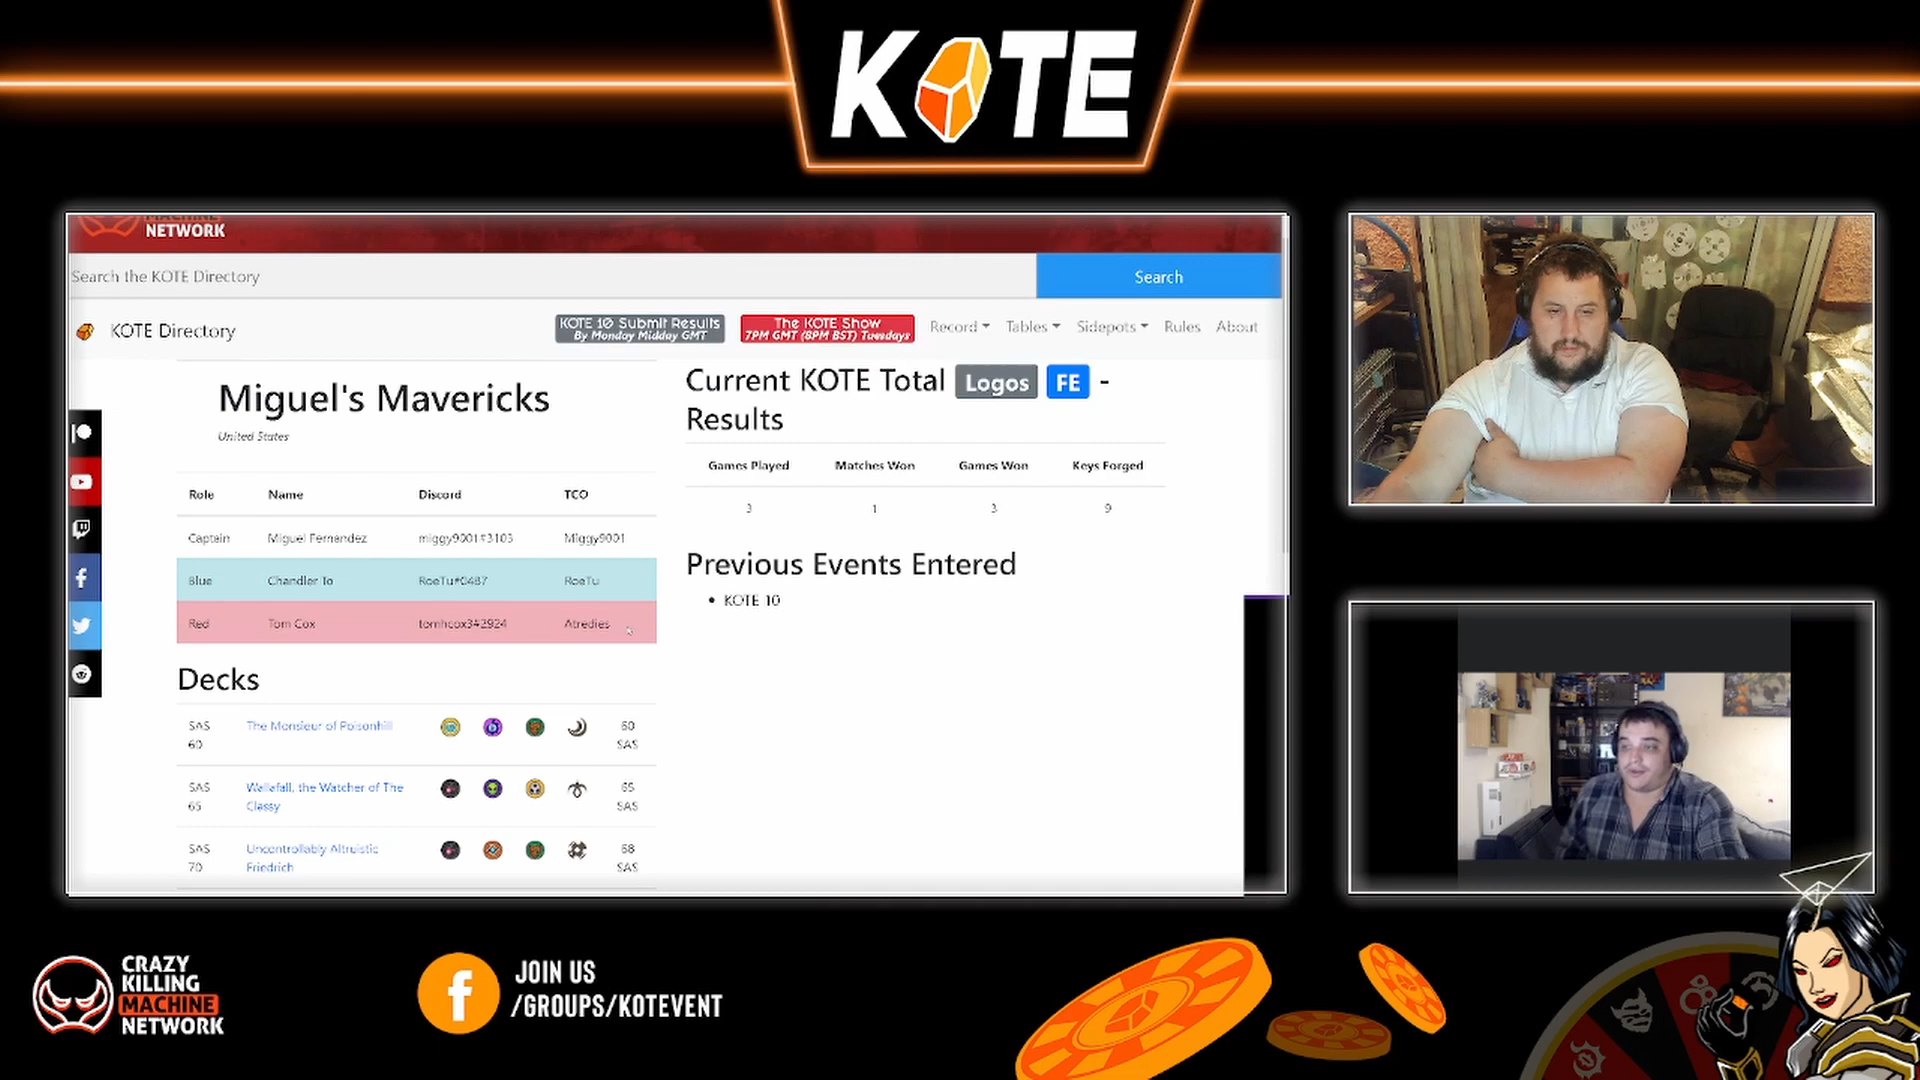 KOTE
MACHINE
NETWORK
Search the KOTE Directory
Search
KOTE Directory
KOTE 10 Submit Results
By Monday Midday GMT
The KOTE Show
7PM GMT (8PM BST) Tuesdays
Record
Tables
Sidepots
Rules
About
Miguel's Mavericks
United States
Role Name Discord TCO
Captain Miguel Fernandez miggy9001#3103 Miggy9001
Blue Chandler To RoeTu#0487 RoeTu
Red Tom Cox tomhcox3#2924 Atredies
Decks
SAS 60 The Monsieur of Poisonhill 60 SAS
SAS 65 Wallafall, the Watcher of The Classy 65 SAS
SAS 70 Uncontrollably Altruistic Friedrich 68 SAS
Current KOTE Total Logos FE -
Results
Games Played Matches Won Games Won Keys Forged
3 1 3 9
Previous Events Entered
• KOTE 10
CRAZY
KILLING
MACHINE
NETWORK
JOIN US
/GROUPS/KOTEVENT